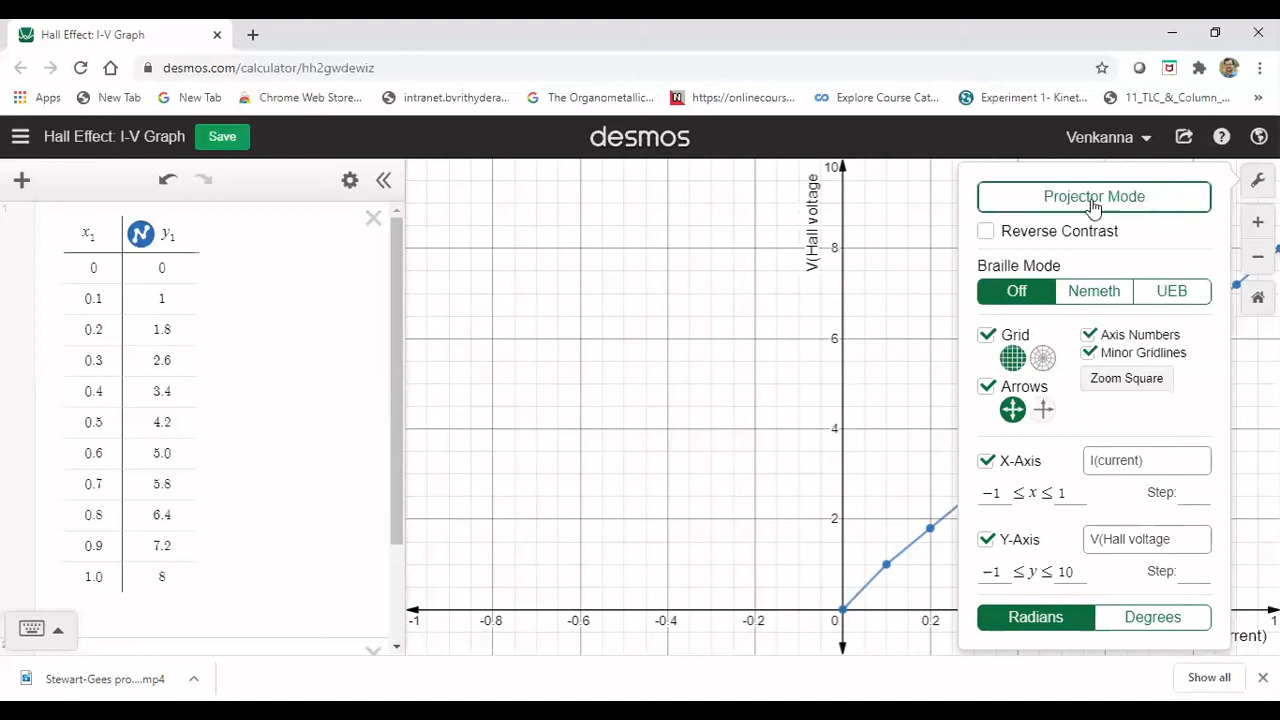 Hall Effect: I-V Graph
desmos.com/calculator/hh2gwdewiz
Apps New Tab New Tab Chrome Web Store... intranet.bvrithydera... The Organometallic... https://onlinecours... Explore Course Cat... Experiment 1- Kinet... 11_TLC_&_Column_... »
Hall Effect: I-V Graph Save desmos Venkanna
x1 y1
0 0
0.1 1
0.2 1.8
0.3 2.6
0.4 3.4
0.5 4.2
0.6 5.0
0.7 5.8
0.8 6.4
0.9 7.2
1.0 8
1
2
V(Hall voltage
10
8
6
4
2
-1 -0.8 -0.6 -0.4 -0.2 0 0.2 1
rrent)
Projector Mode
Reverse Contrast
Braille Mode
Off Nemeth UEB
Grid Axis Numbers
Minor Gridlines
Zoom Square
Arrows
X-Axis I(current)
−1 ≤ x ≤ 1 Step:
Y-Axis V(Hall voltage
−1 ≤ y ≤ 10 Step:
Radians Degrees
Stewart-Gees pro....mp4 Show all